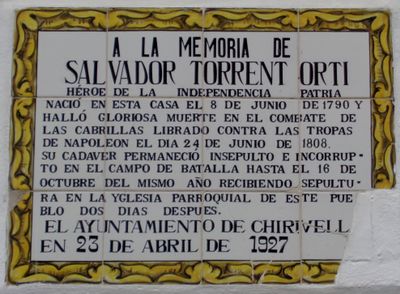 A LA MEMORIA DE
SALVADOR TORRENT ORTI
HÉROE DE LA INDEPENDENCIA PATRIA
NACIÓ EN ESTA CASA EL 8 DE JUNIO DE 1790 Y
HALLÓ GLORIOSA MUERTE EN EL COMBATE DE
LAS CABRILLAS LIBRADO CONTRA LAS TROPAS
DE NAPOLEON EL DIA 24 DE JUNIO DE 1808.
SU CADAVER PERMANECIÓ INSEPULTO E INCORRUP-
TO EN EL CAMPO DE BATALLA HASTA EL 16 DE
OCTUBRE DEL MISMO AÑO RECIBIENDO SEPULTU-
RA EN LA YGLESIA PARROQUIAL DE ESTE PUE
BLO DOS DIAS DESPUES.
EL AYUNTAMIENTO DE CHIRIVELL
EN 23 DE ABRIL DE 1927